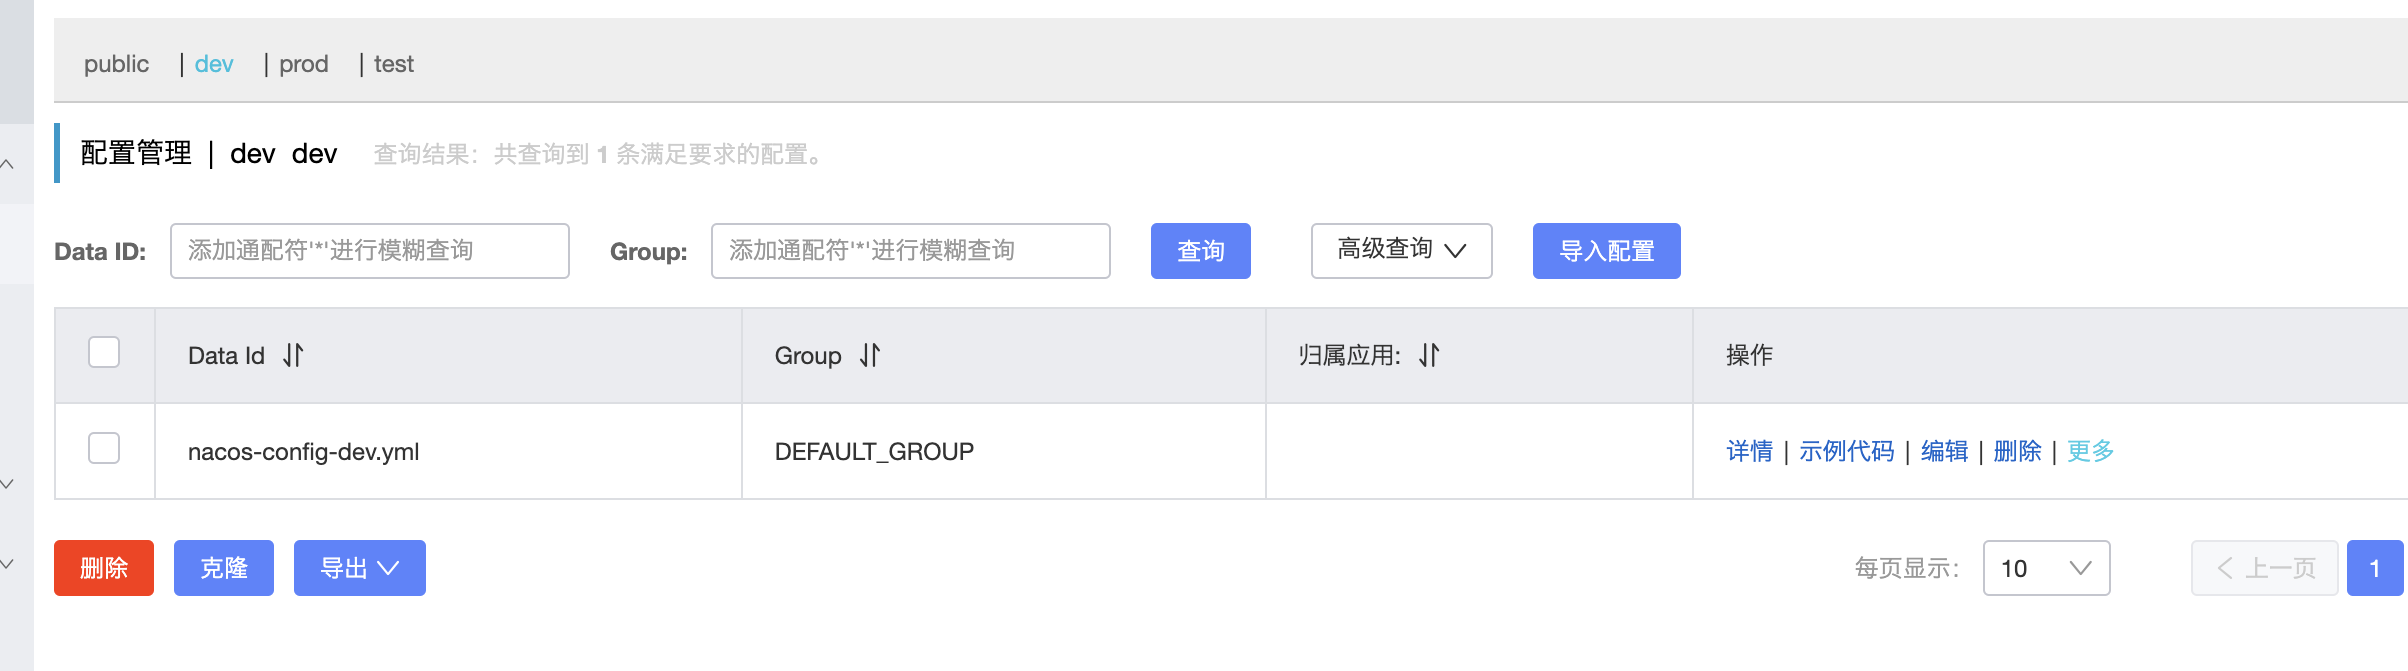 public | dev | prod | test
配置管理 | dev dev 查询结果：共查询到 1 条满足要求的配置。
Data ID: 添加通配符'*'进行模糊查询 Group: 添加通配符'*'进行模糊查询 查询 高级查询 导入配置
Data Id Group 归属应用: 操作
nacos-config-dev.yml DEFAULT_GROUP 详情 | 示例代码 | 编辑 | 删除 | 更多
删除 克隆 导出 每页显示: 10 上一页 1